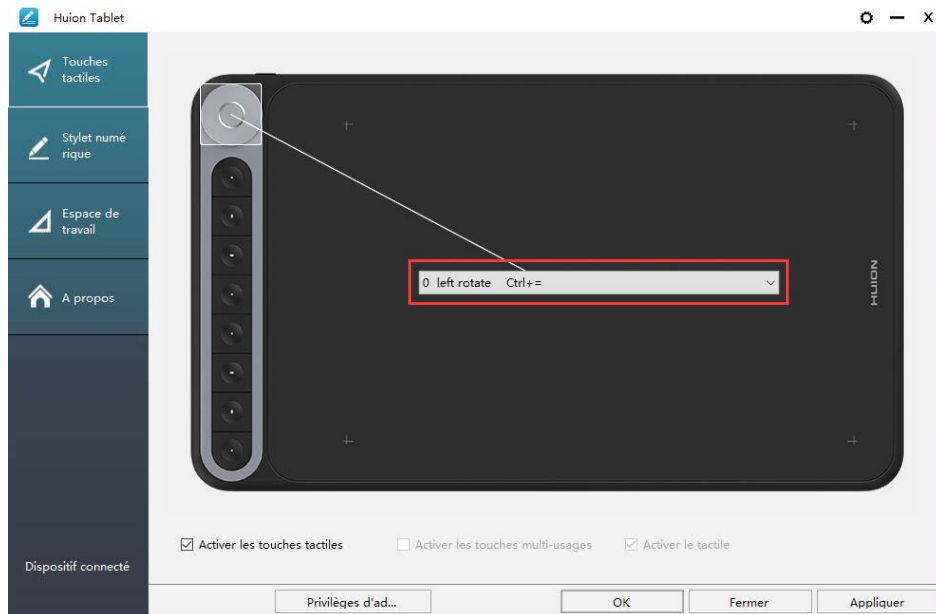 Huion Tablet
X
Touches
tactiles
Stylet numé
rique
Espace de
travail
A propos
0 left rotate Ctrl+=
HUION
Activer les touches tactiles
Activer les touches multi-usages
Activer le tactile
Dispositif connecté
Privilèges d'ad...
OK
Fermer
Appliquer